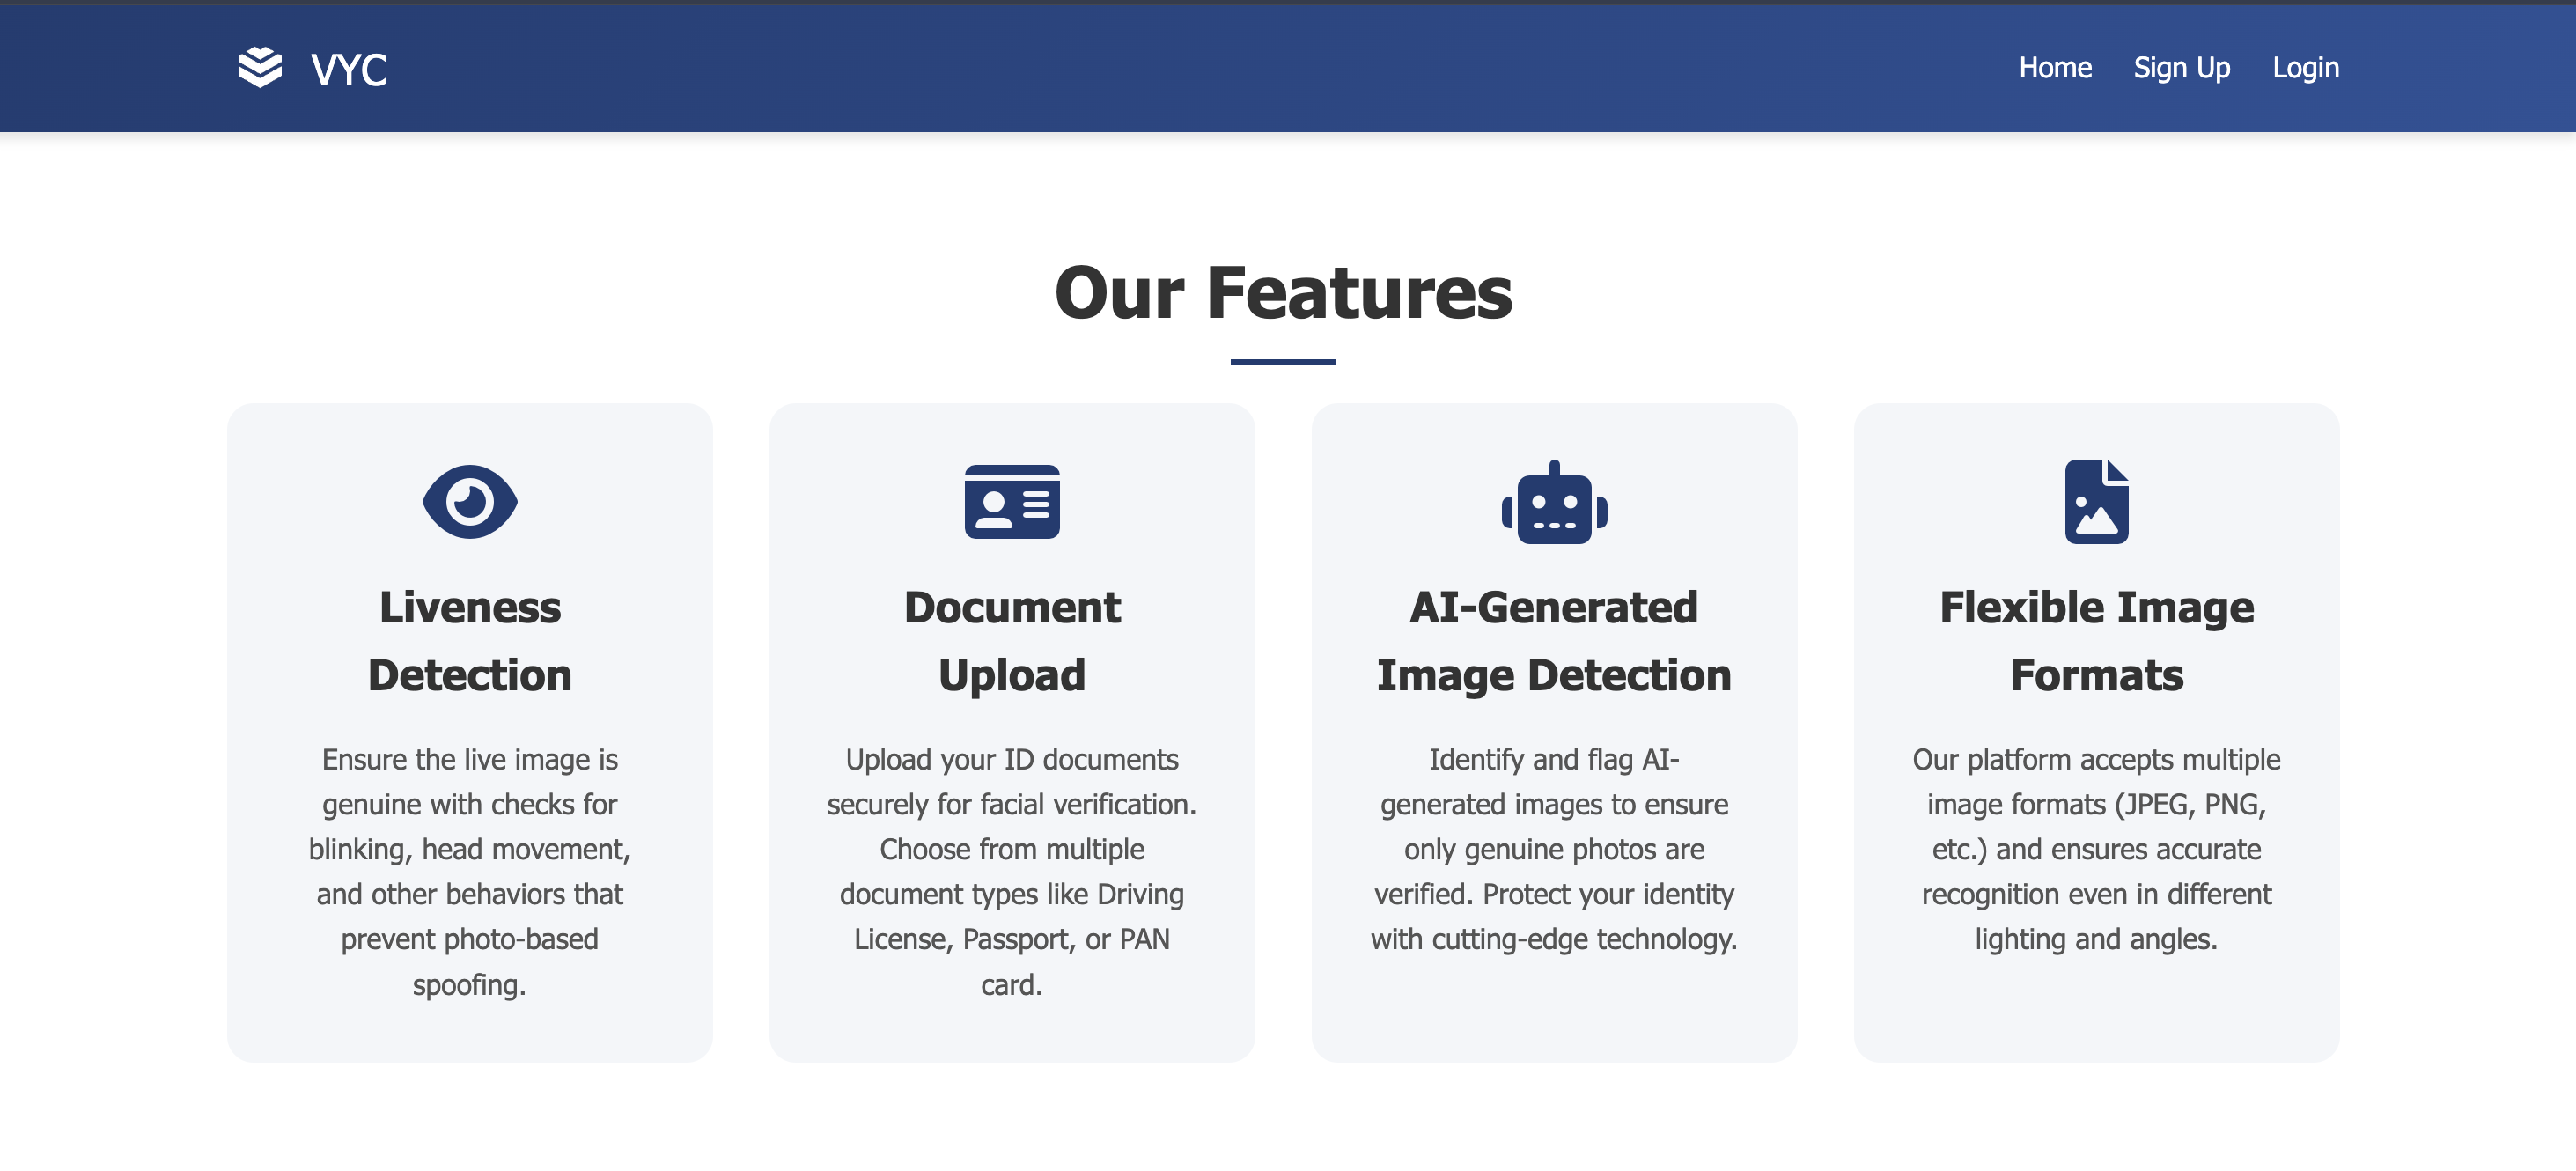 VYC
Home Sign Up Login
Our Features
Liveness
Detection
Ensure the live image is
genuine with checks for
blinking, head movement,
and other behaviors that
prevent photo-based
spoofing.
Document
Upload
Upload your ID documents
securely for facial verification.
Choose from multiple
document types like Driving
License, Passport, or PAN
card.
AI-Generated
Image Detection
Identify and flag AI-
generated images to ensure
only genuine photos are
verified. Protect your identity
with cutting-edge technology.
Flexible Image
Formats
Our platform accepts multiple
image formats (JPEG, PNG,
etc.) and ensures accurate
recognition even in different
lighting and angles.